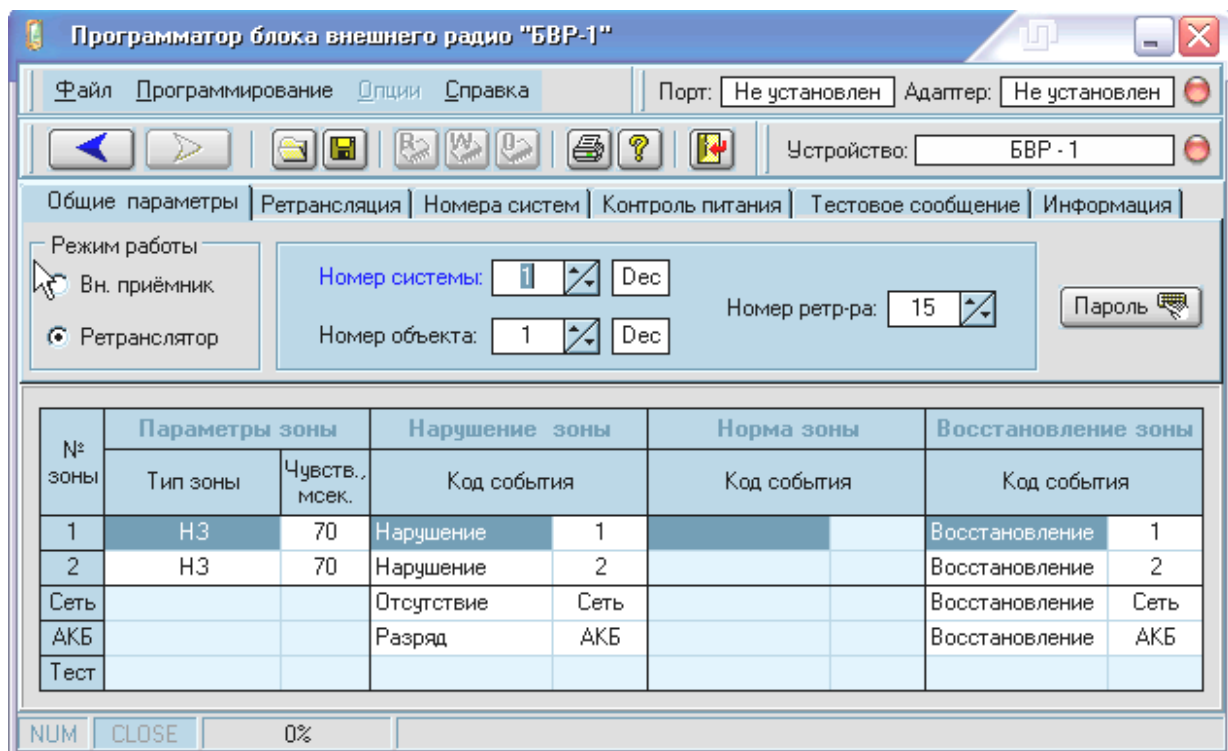 Программатор блока внешнего радио "БВР-1"
Файл Программирование Опции Справка Порт: Не установлен Адаптер: Не установлен
R W O ? Устройство: БВР - 1
Общие параметры Ретрансляция Номера систем Контроль питания Тестовое сообщение Информация
Режим работы
Вн. приёмник Номер системы: 1 Dec
Номер ретр-ра: 15 Пароль
Ретранслятор Номер объекта: 1 Dec
№ зоны Параметры зоны Нарушение зоны Норма зоны Восстановление зоны
Тип зоны Чувств., мсек. Код события Код события Код события
1 НЗ 70 Нарушение 1 Восстановление 1
2 НЗ 70 Нарушение 2 Восстановление 2
Сеть Отсутствие Сеть Восстановление Сеть
АКБ Разряд АКБ Восстановление АКБ
Тест
NUM CLOSE 0%